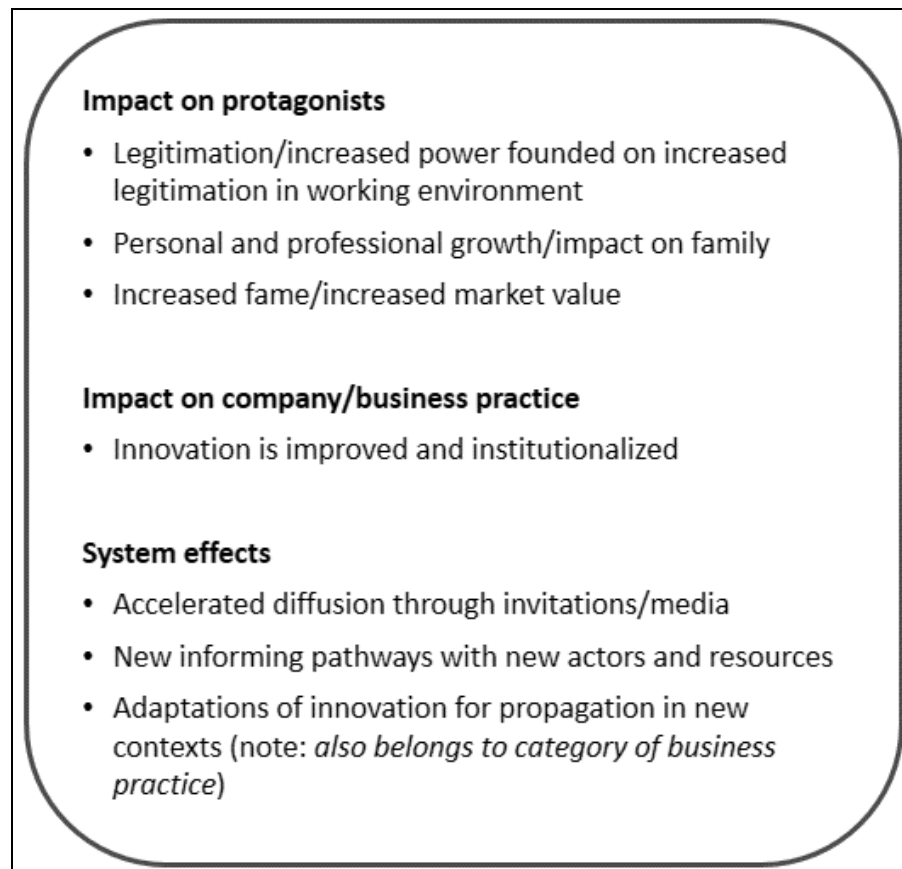 Impact on protagonists
• Legitimation/increased power founded on increased
legitimation in working environment
• Personal and professional growth/impact on family
• Increased fame/increased market value
Impact on company/business practice
• Innovation is improved and institutionalized
System effects
• Accelerated diffusion through invitations/media
• New informing pathways with new actors and resources
• Adaptations of innovation for propagation in new
contexts (note: also belongs to category of business
practice)